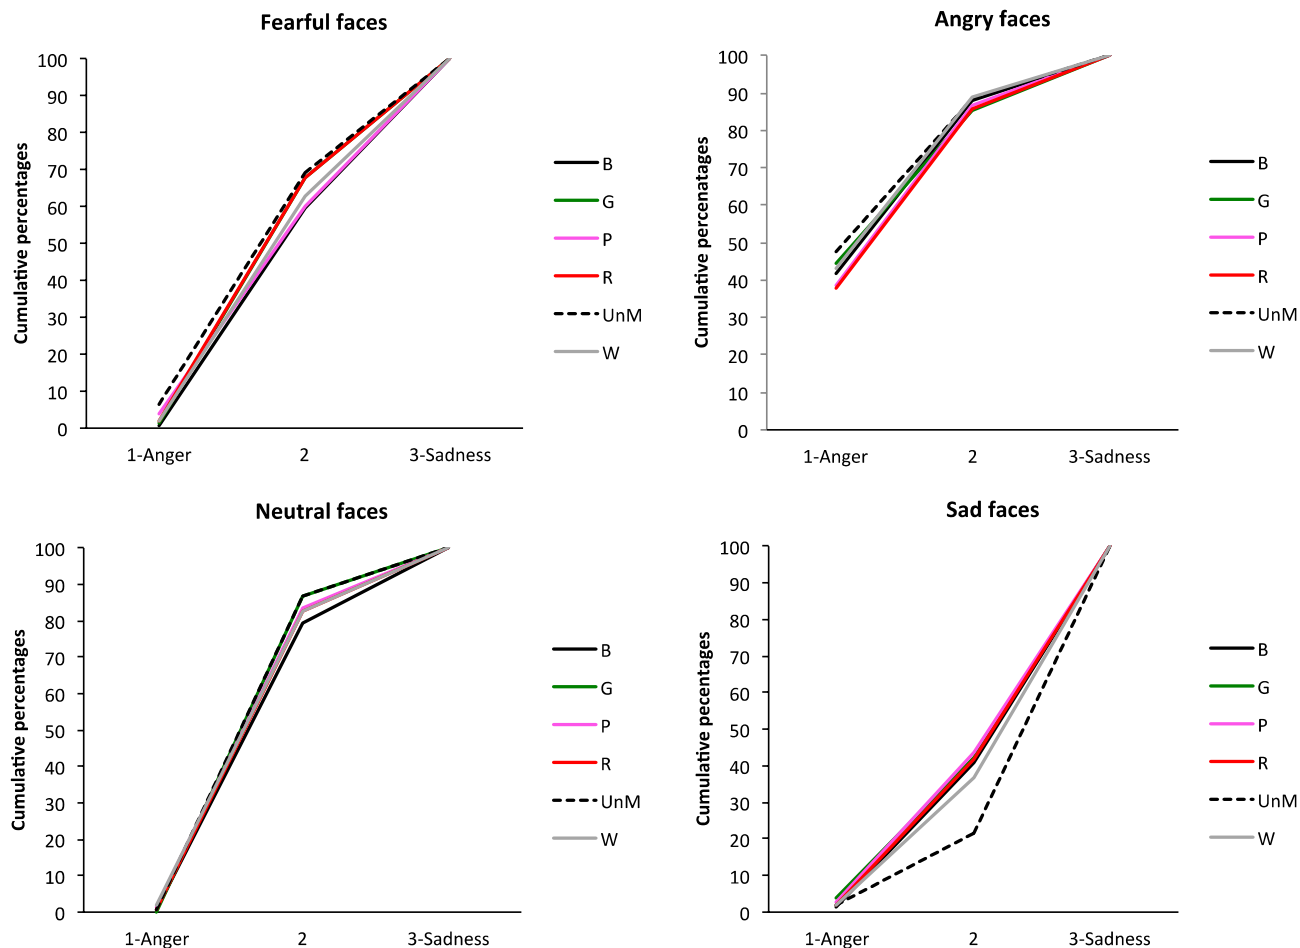 Fearful faces
Cumulative percentages
100
90
80
70
60
50
40
30
20
10
0
1-Anger 2 3-Sadness
B
G
P
R
UnM
W
Angry faces
Cumulative percenatages
100
90
80
70
60
50
40
30
20
10
0
1-Anger 2 3-Sadness
B
G
P
R
UnM
W
Neutral faces
Cumulative percentages
100
90
80
70
60
50
40
30
20
10
0
1-Anger 2 3-Sadness
B
G
P
R
UnM
W
Sad faces
Cumulative pecentages
100
90
80
70
60
50
40
30
20
10
0
1-Anger 2 3-Sadness
B
G
P
R
UnM
W